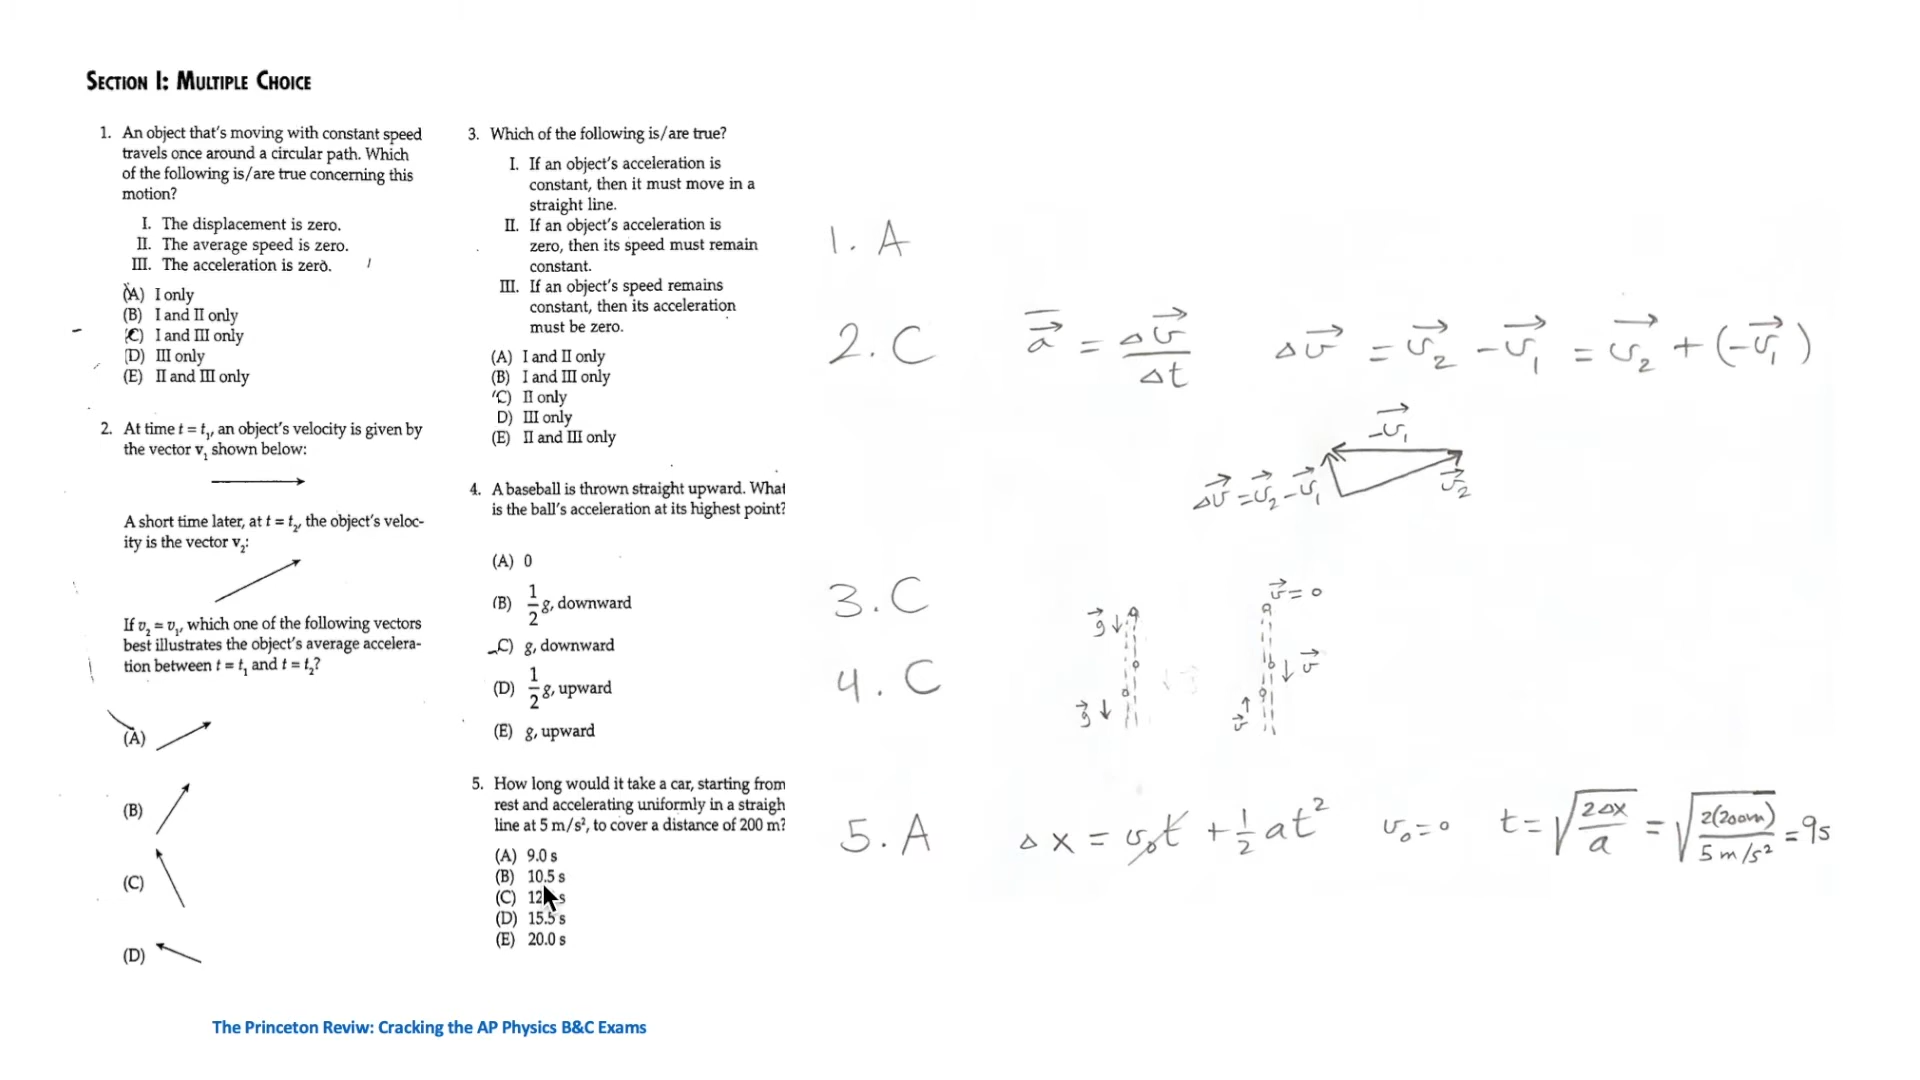 SECTION I: MULTIPLE CHOICE
1. An object that's moving with constant speed
travels once around a circular path. Which
of the following is/are true concerning this
motion?
I. The displacement is zero.
II. The average speed is zero.
III. The acceleration is zero.
(A) I only
(B) I and II only
(C) I and III only
(D) III only
(E) II and III only
2. At time t = t₁, an object's velocity is given by
the vector v₁ shown below:
A short time later, at t = t₂, the object's veloc-
ity is the vector v₂:
If v₂ = v₁, which one of the following vectors
best illustrates the object's average accelera-
tion between t = t₁ and t = t₂?
(A)
(B)
(C)
(D)
3. Which of the following is/are true?
I. If an object's acceleration is
constant, then it must move in a
straight line.
II. If an object's acceleration is
zero, then its speed must remain
constant.
III. If an object's speed remains
constant, then its acceleration
must be zero.
(A) I and II only
(B) I and III only
(C) II only
D) III only
(E) II and III only
4. A baseball is thrown straight upward. What
is the ball's acceleration at its highest point?
(A) 0
(B) 1/2 g, downward
C) g, downward
(D) 1/2 g, upward
(E) g, upward
5. How long would it take a car, starting from
rest and accelerating uniformly in a straigh
line at 5 m/s², to cover a distance of 200 m?
(A) 9.0 s
(B) 10.5 s
(C) 12 s
(D) 15.5 s
(E) 20.0 s
1. A
2. C a⃗ = Δv⃗/Δt Δv⃗ = v⃗₂ - v⃗₁ = v⃗₂ + (-v⃗₁)
-v⃗₁
Δv⃗ = v⃗₂ - v⃗₁ v⃗₂
3. C
v⃗ = 0
g⃗
v⃗
4. C
g⃗ v⃗
5. A Δx = v₀t + 1/2 at² v₀ = 0 t = √(2Δx/a) = √(2(200m)/5 m/s²) = 9s
The Princeton Reviw: Cracking the AP Physics B&C Exams